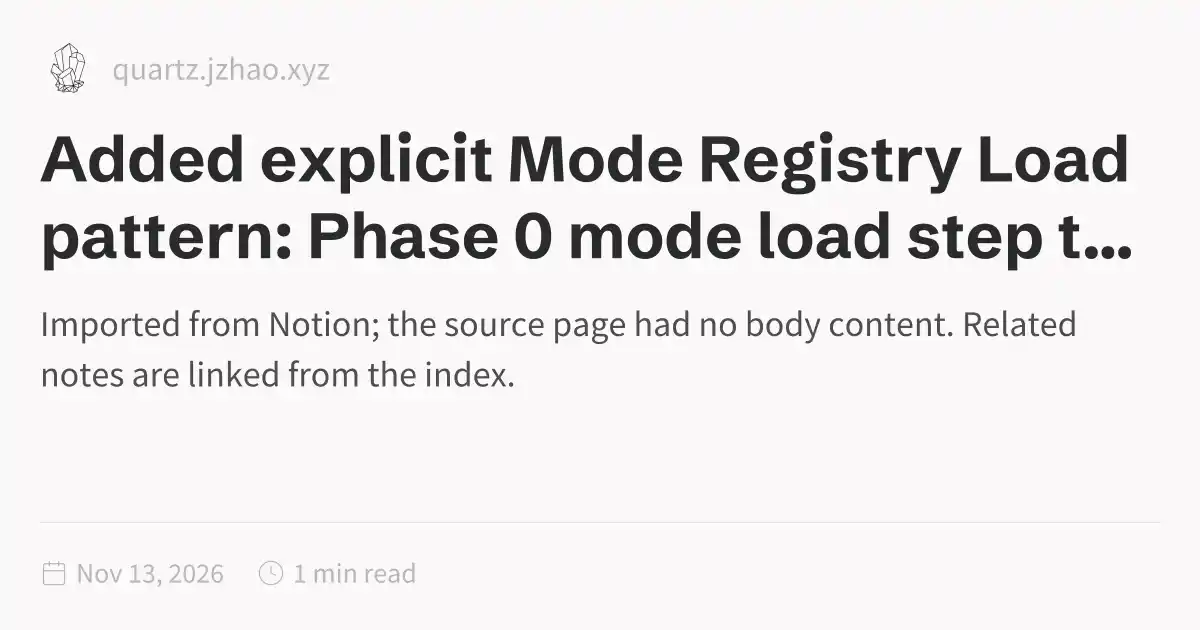 quartz.jzhao.xyz
Added explicit Mode Registry Load
pattern: Phase 0 mode load step t...
Imported from Notion; the source page had no body content. Related
notes are linked from the index.
Nov 13, 2026 1 min read